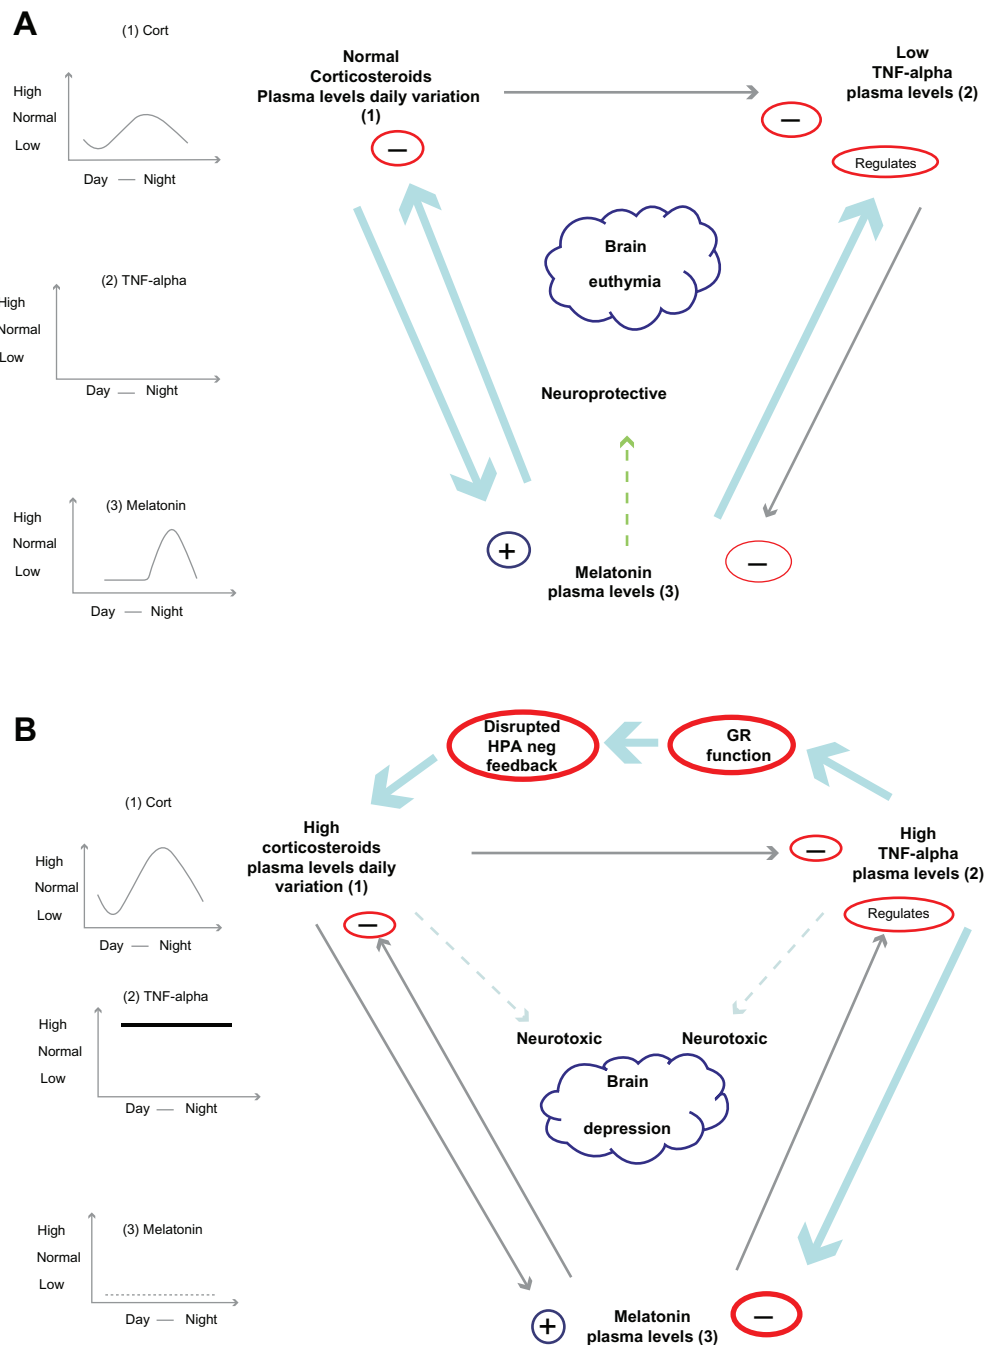 A
(1) Cort
High
Normal
Low
Day — Night
Normal
Corticosteroids
Plasma levels daily variation
(1)
−
Low
TNF-alpha
plasma levels (2)
−
Regulates
Brain
euthymia
(2) TNF-alpha
High
Normal
Low
Day — Night
Neuroprotective
(3) Melatonin
High
Normal
Low
Day — Night
+
Melatonin
plasma levels (3)
−
B
Disrupted
HPA neg
feedback
GR
function
(1) Cort
High
Normal
Low
Day — Night
High
corticosteroids
plasma levels daily
variation (1)
−
−
High
TNF-alpha
plasma levels (2)
Regulates
(2) TNF-alpha
High
Normal
Low
Day — Night
Neurotoxic
Neurotoxic
Brain
depression
(3) Melatonin
High
Normal
Low
Day — Night
+
Melatonin
plasma levels (3)
−